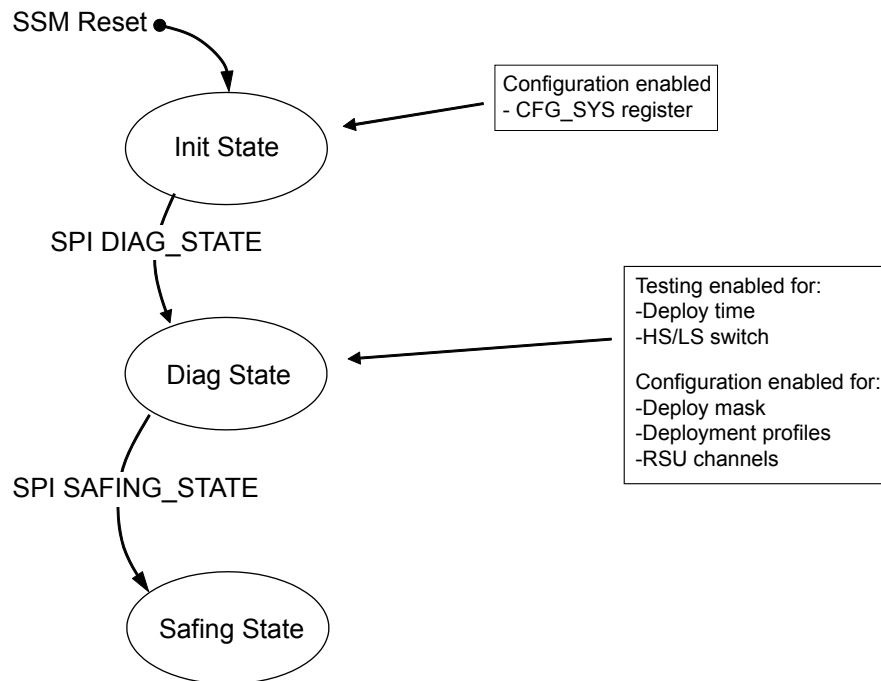 SSM Reset
Configuration enabled
- CFG_SYS register
Init State
SPI DIAG_STATE
Testing enabled for:
-Deploy time
-HS/LS switch
Configuration enabled for:
-Deploy mask
-Deployment profiles
-RSU channels
Diag State
SPI SAFING_STATE
Safing State